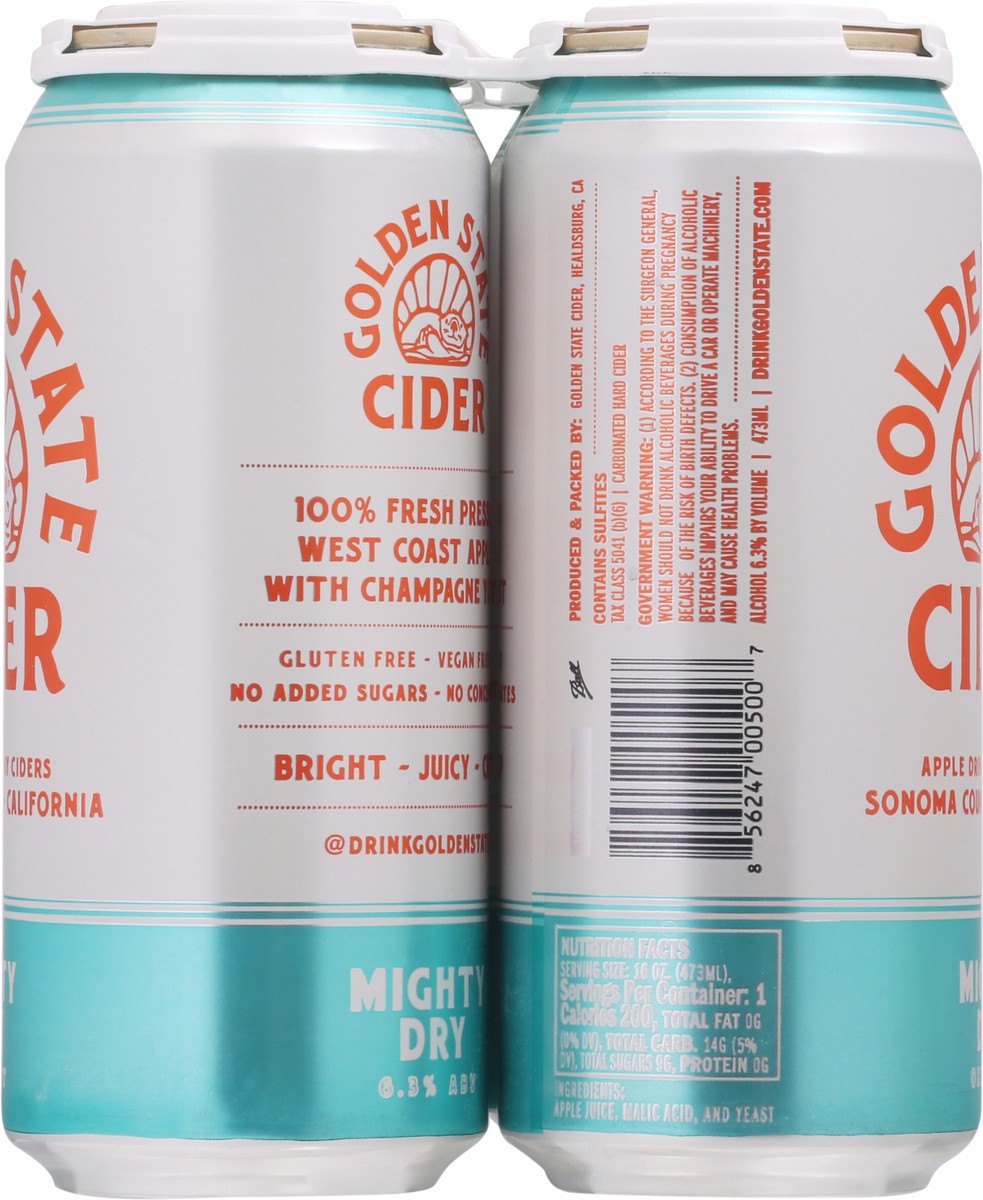 STATE
ER
Y CIDERS
CALIFORNIA
TY
GOLDEN STATE
CIDER
100% FRESH PRESS
WEST COAST APP
WITH CHAMPAGNE
GLUTEN FREE - VEGAN FR
NO ADDED SUGARS - NO CONC
BRIGHT - JUICY -
@DRINKGOLDENSTAT
MIGHTY
DRY
6.3% ABV
PRODUCED & PACKED BY: GOLDEN STATE CIDER, HEALDSBURG, CA
CONTAINS SULFITES
TAX CLASS 5041 (b)(6) | CARBONATED HARD CIDER
GOVERNMENT WARNING: (1) ACCORDING TO THE SURGEON GENERAL,
WOMEN SHOULD NOT DRINK ALCOHOLIC BEVERAGES DURING PREGNANCY
BECAUSE OF THE RISK OF BIRTH DEFECTS. (2) CONSUMPTION OF ALCOHOLIC
BEVERAGES IMPAIRS YOUR ABILITY TO DRIVE A CAR OR OPERATE MACHINERY,
AND MAY CAUSE HEALTH PROBLEMS.
ALCOHOL 6.3% BY VOLUME | 473ML | DRINKGOLDENSTATE.COM
Ball
8 56247 00500 7
NUTRITION FACTS
SERVING SIZE: 16 OZ. (473ML),
Servings Per Container: 1
Calories 200, TOTAL FAT 0G
(0% DV), TOTAL CARB. 14G (5%
DV), TOTAL SUGARS 9G, PROTEIN 0G
INGREDIENTS:
APPLE JUICE, MALIC ACID, AND YEAST
GOLDE
CI
APPLE DR
SONOMA COU
MI